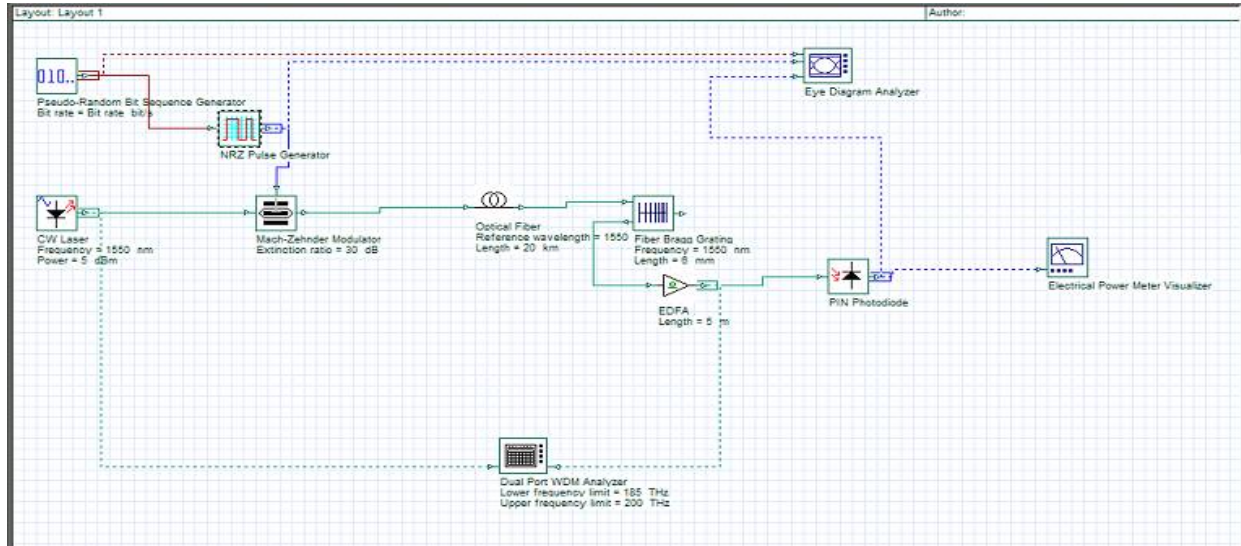 Layout: Layout 1
Author:
010..
Pseudo-Random Bit Sequence Generator
Bit rate = Bit rate bit/s
Eye Diagram Analyzer
NRZ Pulse Generator
CW Laser
Frequency = 1550 nm
Power = 5 dBm
Mach-Zehnder Modulator
Extinction ratio = 30 dB
Optical Fiber
Reference wavelength = 1550
Length = 20 km
Fiber Bragg Grating
Frequency = 1550 nm
Length = 6 mm
EDFA
Length = 5 m
PIN Photodiode
Electrical Power Meter Visualizer
Dual Port WDM Analyzer
Lower frequency limit = 185 THz
Upper frequency limit = 200 THz